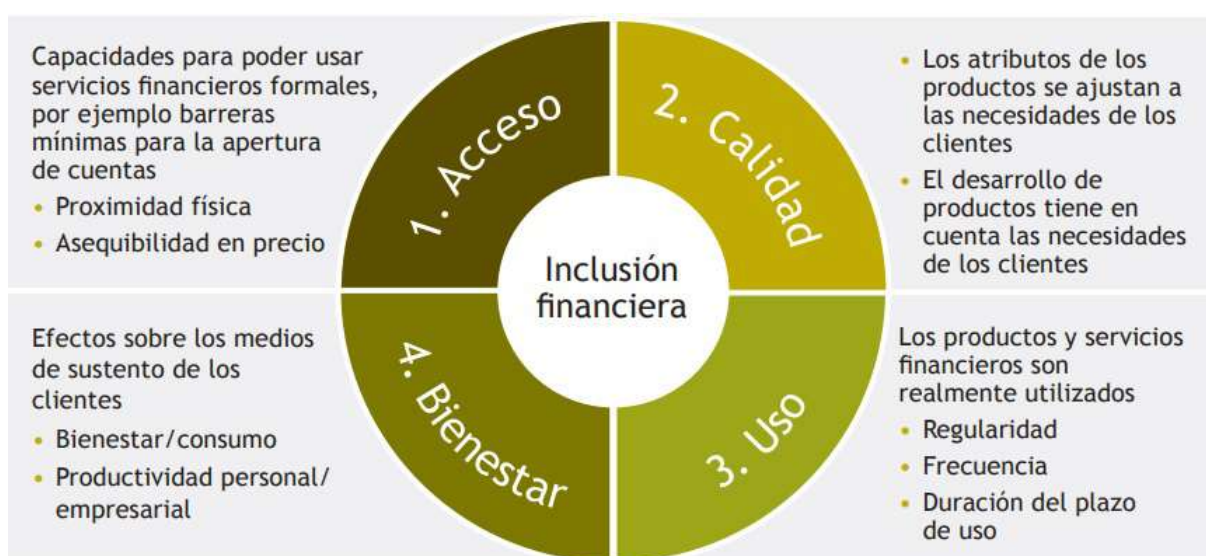 Capacidades para poder usar
servicios financieros formales,
por ejemplo barreras
mínimas para la apertura
de cuentas
• Proximidad física
• Asequibilidad en precio
1. Acceso
2. Calidad
• Los atributos de los
productos se ajustan a
las necesidades de los
clientes
• El desarrollo de
productos tiene en
cuenta las necesidades
de los clientes
Inclusión
financiera
Efectos sobre los medios
de sustento de los
clientes
• Bienestar/consumo
• Productividad personal/
empresarial
4. Bienestar
3. Uso
Los productos y servicios
financieros son
realmente utilizados
• Regularidad
• Frecuencia
• Duración del plazo
de uso